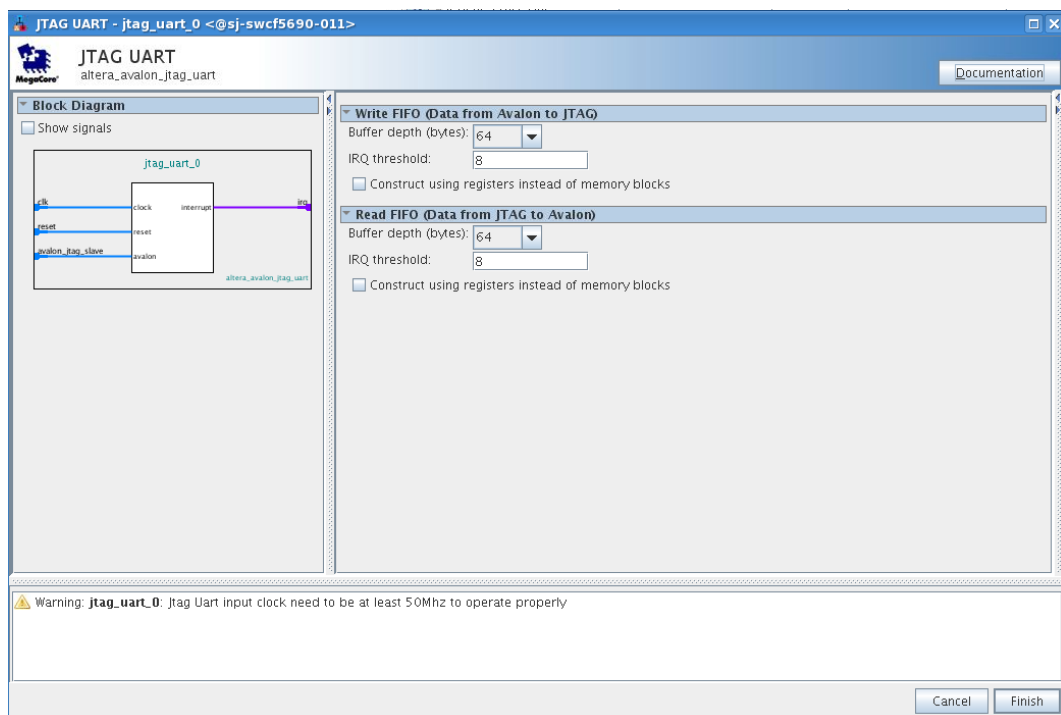 JTAG UART - jtag_uart_0 <@sj-swcf5690-011>
JTAG UART
altera_avalon_jtag_uart
MegaCore'
Documentation
Block Diagram
Show signals
jtag_uart_0
clk
clock
interrupt
irq
reset
reset
avalon_jtag_slave
avalon
altera_avalon_jtag_uart
Write FIFO (Data from Avalon to JTAG)
Buffer depth (bytes): 64
IRQ threshold: 8
Construct using registers instead of memory blocks
Read FIFO (Data from JTAG to Avalon)
Buffer depth (bytes): 64
IRQ threshold: 8
Construct using registers instead of memory blocks
Warning: jtag_uart_0: Jtag Uart input clock need to be at least 50Mhz to operate properly
Cancel
Finish